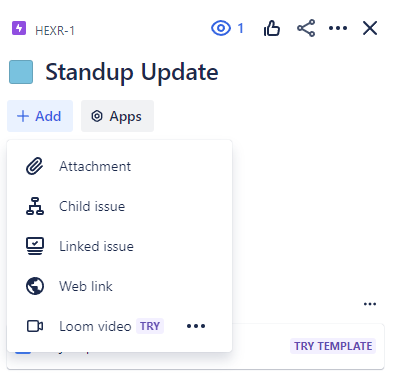 HEXR-1
1
Standup Update
Add
Apps
Attachment
Child issue
Linked issue
Web link
Loom video TRY
TRY TEMPLATE